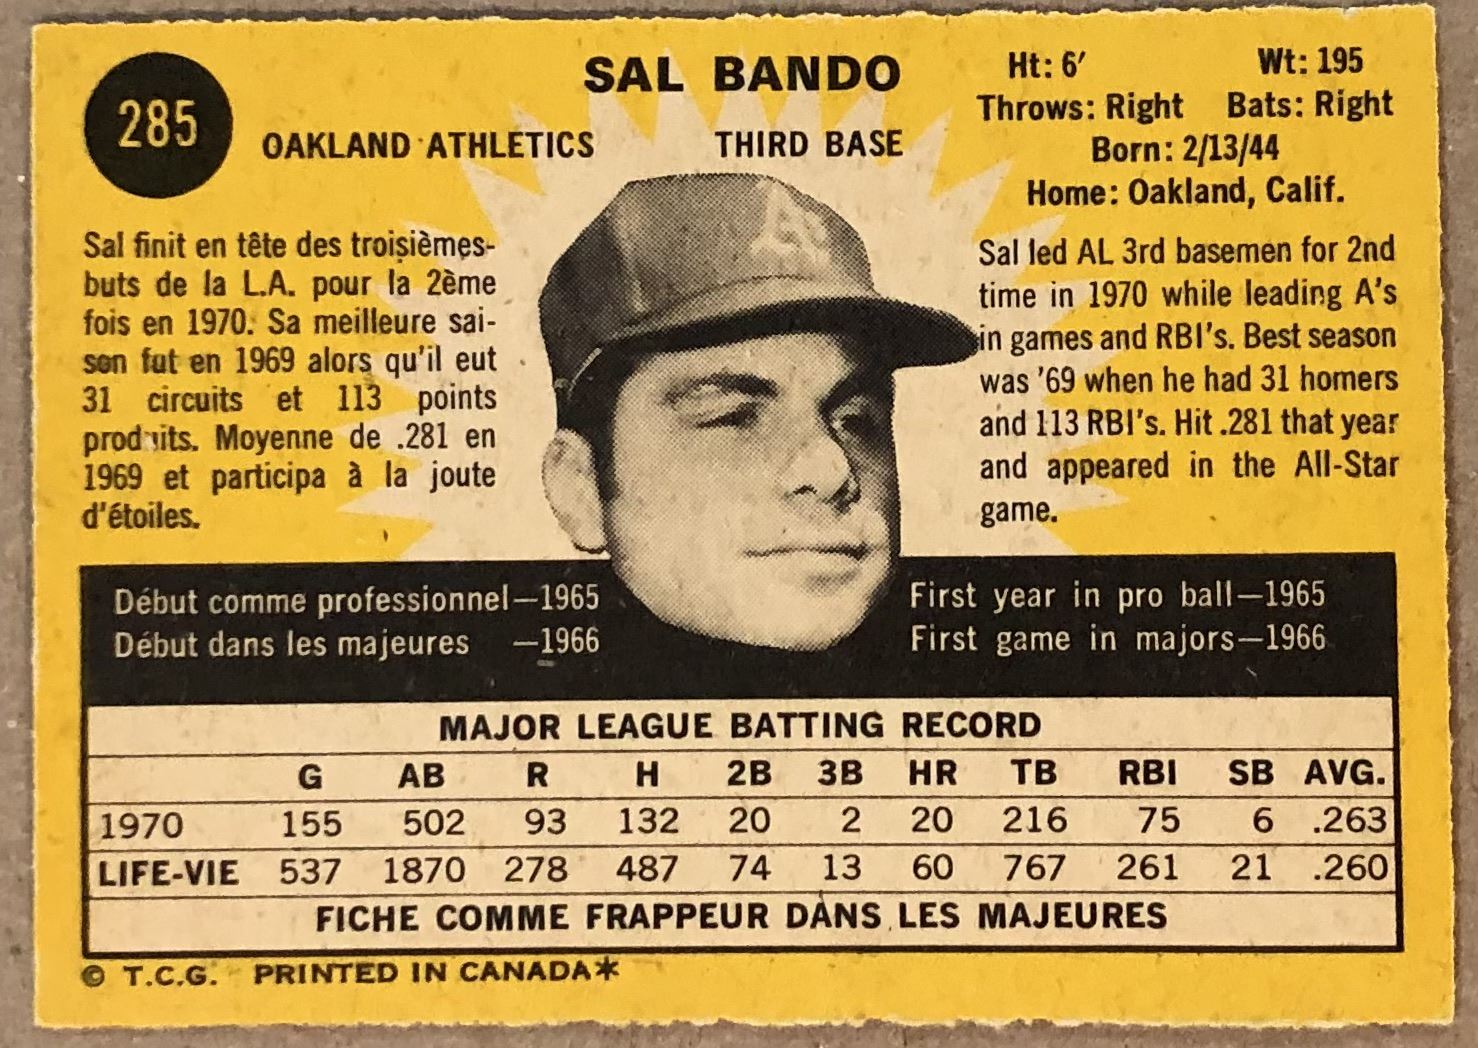 285
SAL BANDO
OAKLAND ATHLETICS THIRD BASE
Ht: 6' Wt: 195
Throws: Right Bats: Right
Born: 2/13/44
Home: Oakland, Calif.
Sal finit en tête des troisièmes-
buts de la L.A. pour la 2ème
fois en 1970. Sa meilleure sai-
son fut en 1969 alors qu'il eut
31 circuits et 113 points
produits. Moyenne de .281 en
1969 et participa à la joute
d'étoiles.
Sal led AL 3rd basemen for 2nd
time in 1970 while leading A's
in games and RBI's. Best season
was '69 when he had 31 homers
and 113 RBI's. Hit .281 that year
and appeared in the All-Star
game.
A's
Début comme professionnel—1965
Début dans les majeures —1966
First year in pro ball—1965
First game in majors—1966
MAJOR LEAGUE BATTING RECORD
G AB R H 2B 3B HR TB RBI SB AVG.
1970 155 502 93 132 20 2 20 216 75 6 .263
LIFE-VIE 537 1870 278 487 74 13 60 767 261 21 .260
FICHE COMME FRAPPEUR DANS LES MAJEURES
© T.C.G. PRINTED IN CANADA*